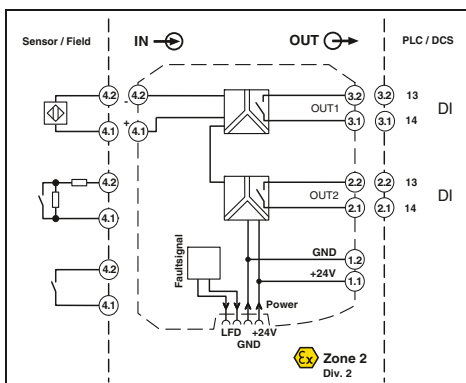 Sensor / Field
IN
OUT
PLC / DCS
4.2
4.2
-
3.2
3.2
13
OUT1
DI
4.1
+
4.1
3.1
3.1
14
4.2
2.2
2.2
13
OUT2
DI
4.1
2.1
2.1
14
Faultsignal
GND
1.2
4.2
+24V
1.1
4.1
Power
LFD
+24V
GND
Ex
Zone 2
Div. 2